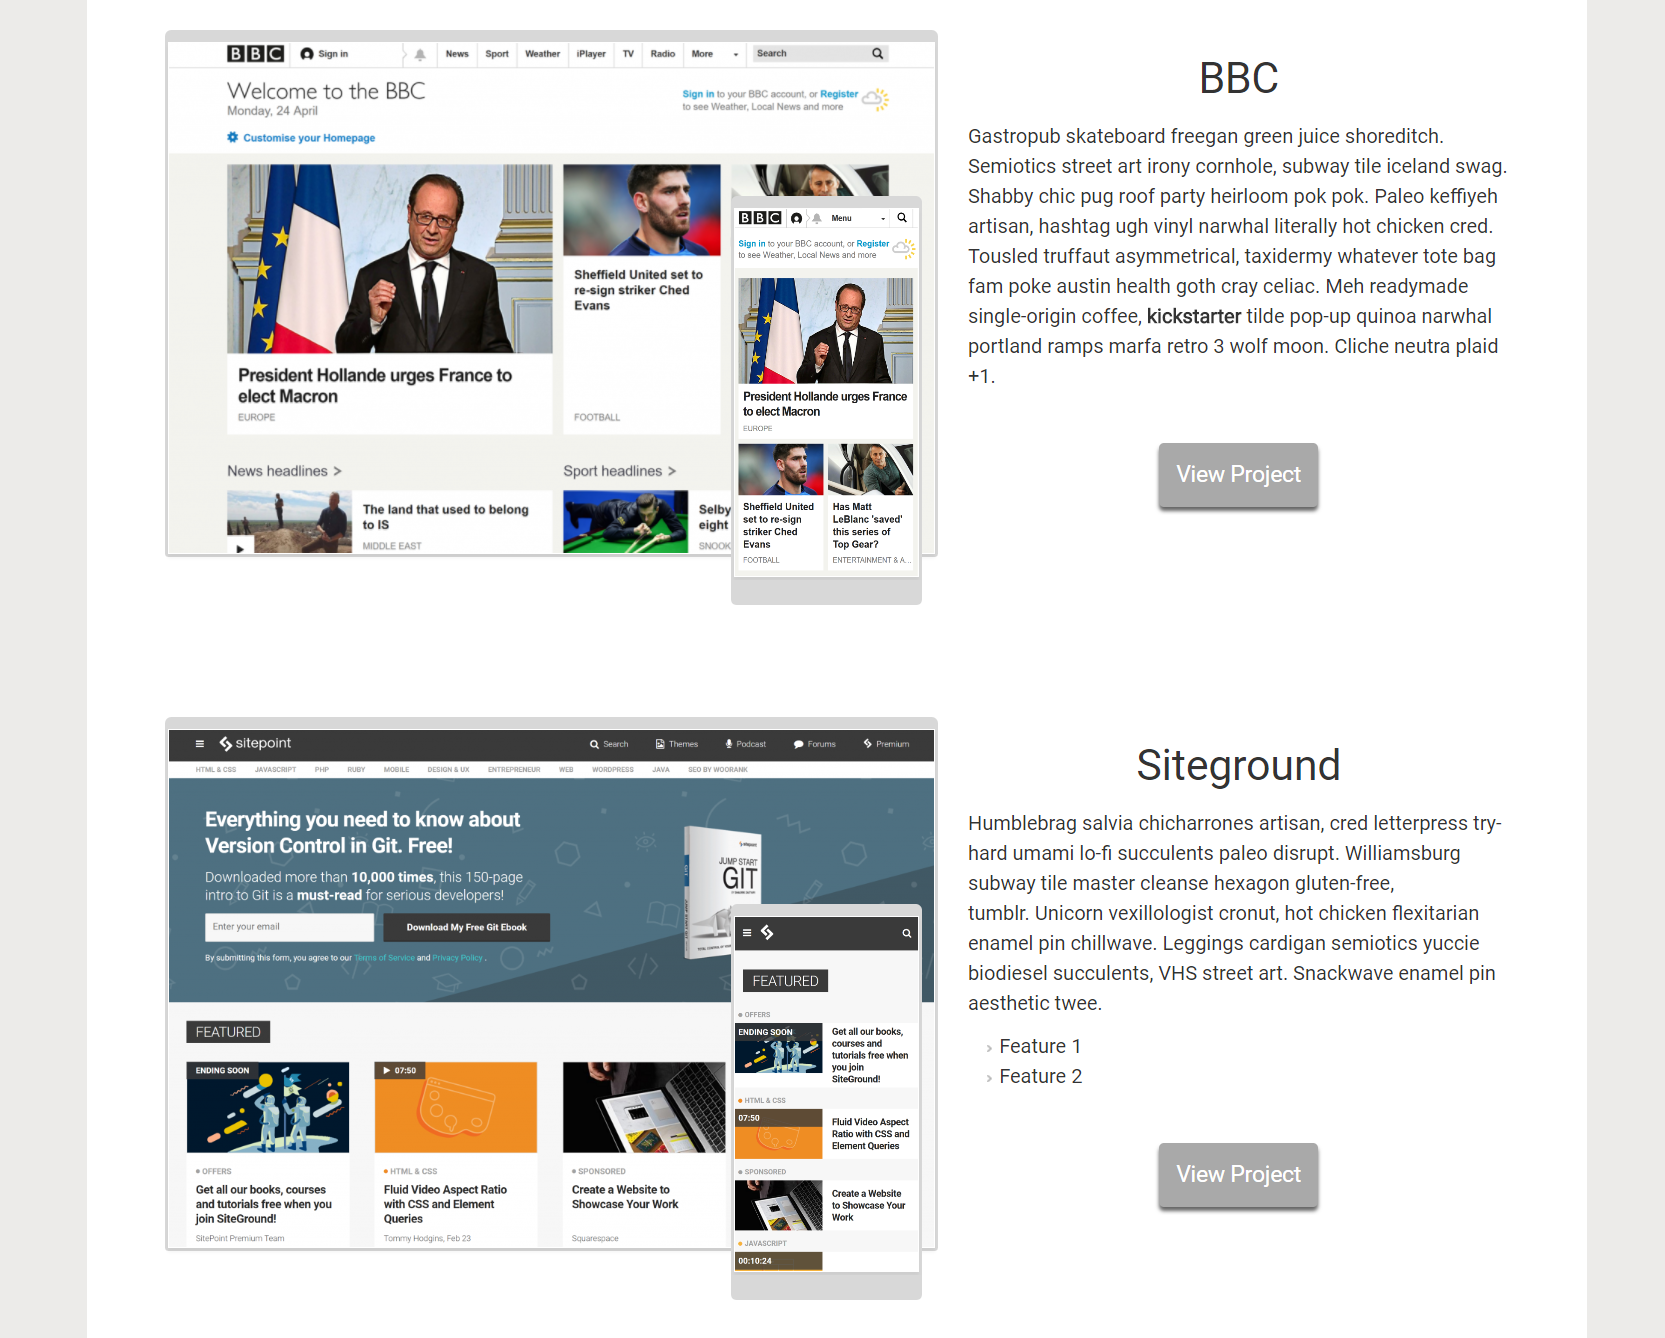 BBC Sign in News Sport Weather iPlayer TV Radio More Search
Welcome to the BBC
Monday, 24 April
Sign in to your BBC account, or Register
to see Weather, Local News and more
Customise your Homepage
President Hollande urges France to
elect Macron
EUROPE
Sheffield United set to
re-sign striker Ched
Evans
FOOTBALL
News headlines >
The land that used to belong
to IS
MIDDLE EAST
Sport headlines >
Selby
eight
SNOOK
BBC Menu
Sign in to your BBC account, or Register
to see Weather, Local News and more
President Hollande urges France
to elect Macron
EUROPE
Sheffield United
set to re-sign
striker Ched
Evans
FOOTBALL
Has Matt
LeBlanc 'saved'
this series of
Top Gear?
ENTERTAINMENT & A...
BBC
Gastropub skateboard freegan green juice shoreditch.
Semiotics street art irony cornhole, subway tile iceland swag.
Shabby chic pug roof party heirloom pok pok. Paleo keffiyeh
artisan, hashtag ugh vinyl narwhal literally hot chicken cred.
Tousled truffaut asymmetrical, taxidermy whatever tote bag
fam poke austin health goth cray celiac. Meh readymade
single-origin coffee, kickstarter tilde pop-up quinoa narwhal
portland ramps marfa retro 3 wolf moon. Cliche neutra plaid
+1.
View Project
sitepoint Search Themes Podcast Forums Premium
HTML & CSS JAVASCRIPT PHP RUBY MOBILE DESIGN & UX ENTREPRENEUR WEB WORDPRESS JAVA SEO BY WOORANK
Everything you need to know about
Version Control in Git. Free!
Downloaded more than 10,000 times, this 150-page
intro to Git is a must-read for serious developers!
Enter your email Download My Free Git Ebook
By submitting this form, you agree to our Terms of Service and Privacy Policy .
sitepoint
JUMP START
GIT
FEATURED
ENDING SOON
OFFERS
Get all our books, courses
and tutorials free when you
join SiteGround!
SitePoint Premium Team
07:50
HTML & CSS
Fluid Video Aspect Ratio
with CSS and Element
Queries
Tommy Hodgins, Feb 23
SPONSORED
Create a Website to
Showcase Your Work
Squarespace
FEATURED
OFFERS
ENDING SOON
Get all our books,
courses and
tutorials free when
you join
SiteGround!
HTML & CSS
07:50
Fluid Video Aspect
Ratio with CSS and
Element Queries
SPONSORED
Create a Website
to Showcase Your
Work
JAVASCRIPT
00:10:24
Siteground
Humblebrag salvia chicharrones artisan, cred letterpress try-
hard umami lo-fi succulents paleo disrupt. Williamsburg
subway tile master cleanse hexagon gluten-free,
tumblr. Unicorn vexillologist cronut, hot chicken flexitarian
enamel pin chillwave. Leggings cardigan semiotics yuccie
biodiesel succulents, VHS street art. Snackwave enamel pin
aesthetic twee.
Feature 1
Feature 2
View Project